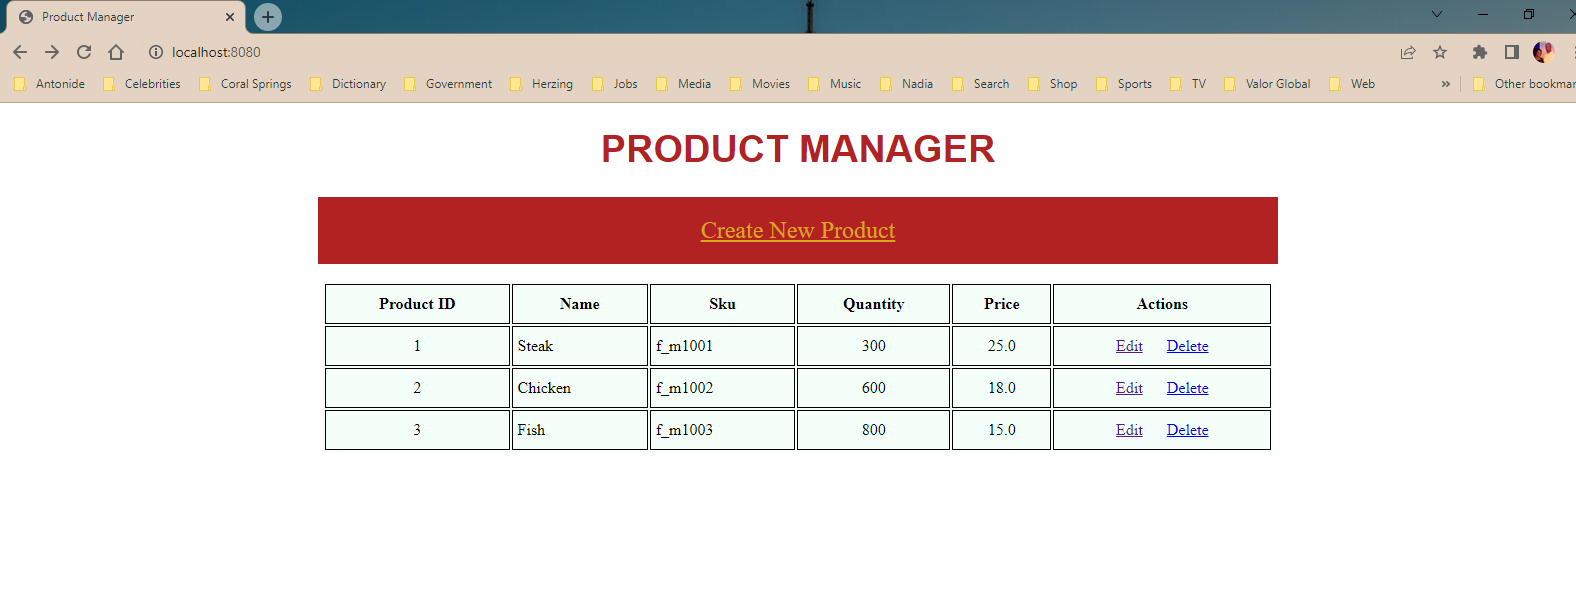 Product Manager
localhost:8080
Antonide Celebrities Coral Springs Dictionary Government Herzing Jobs Media Movies Music Nadia Search Shop Sports TV Valor Global Web » Other bookmar
PRODUCT MANAGER
Create New Product
Product ID Name Sku Quantity Price Actions
1 Steak f_m1001 300 25.0 Edit Delete
2 Chicken f_m1002 600 18.0 Edit Delete
3 Fish f_m1003 800 15.0 Edit Delete